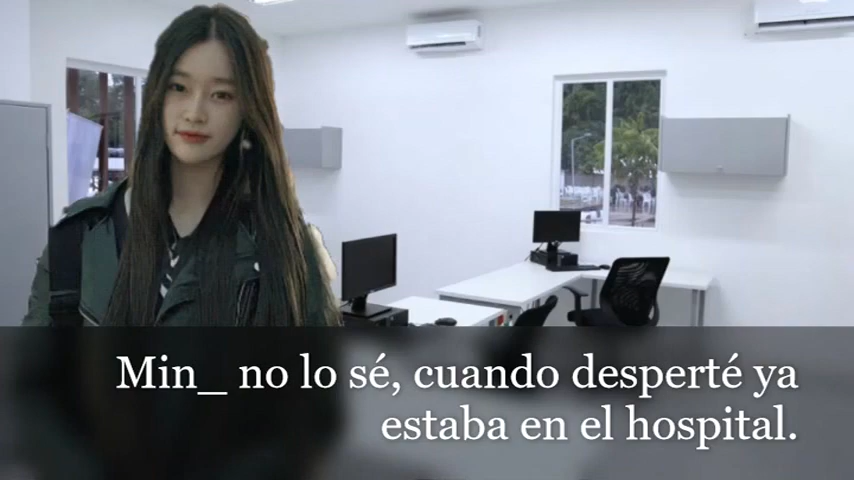 Min_ no lo sé, cuando desperté ya
estaba en el hospital.